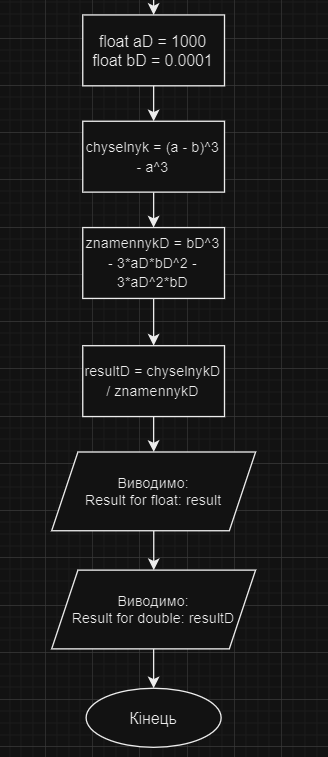 float aD = 1000
float bD = 0.0001
chyselnyk = (a - b)^3
- a^3
znamennykD = bD^3
- 3*aD*bD^2 -
3*aD^2*bD
resultD = chyselnykD
/ znamennykD
Виводимо:
Result for float: result
Виводимо:
Result for double: resultD
Кінець